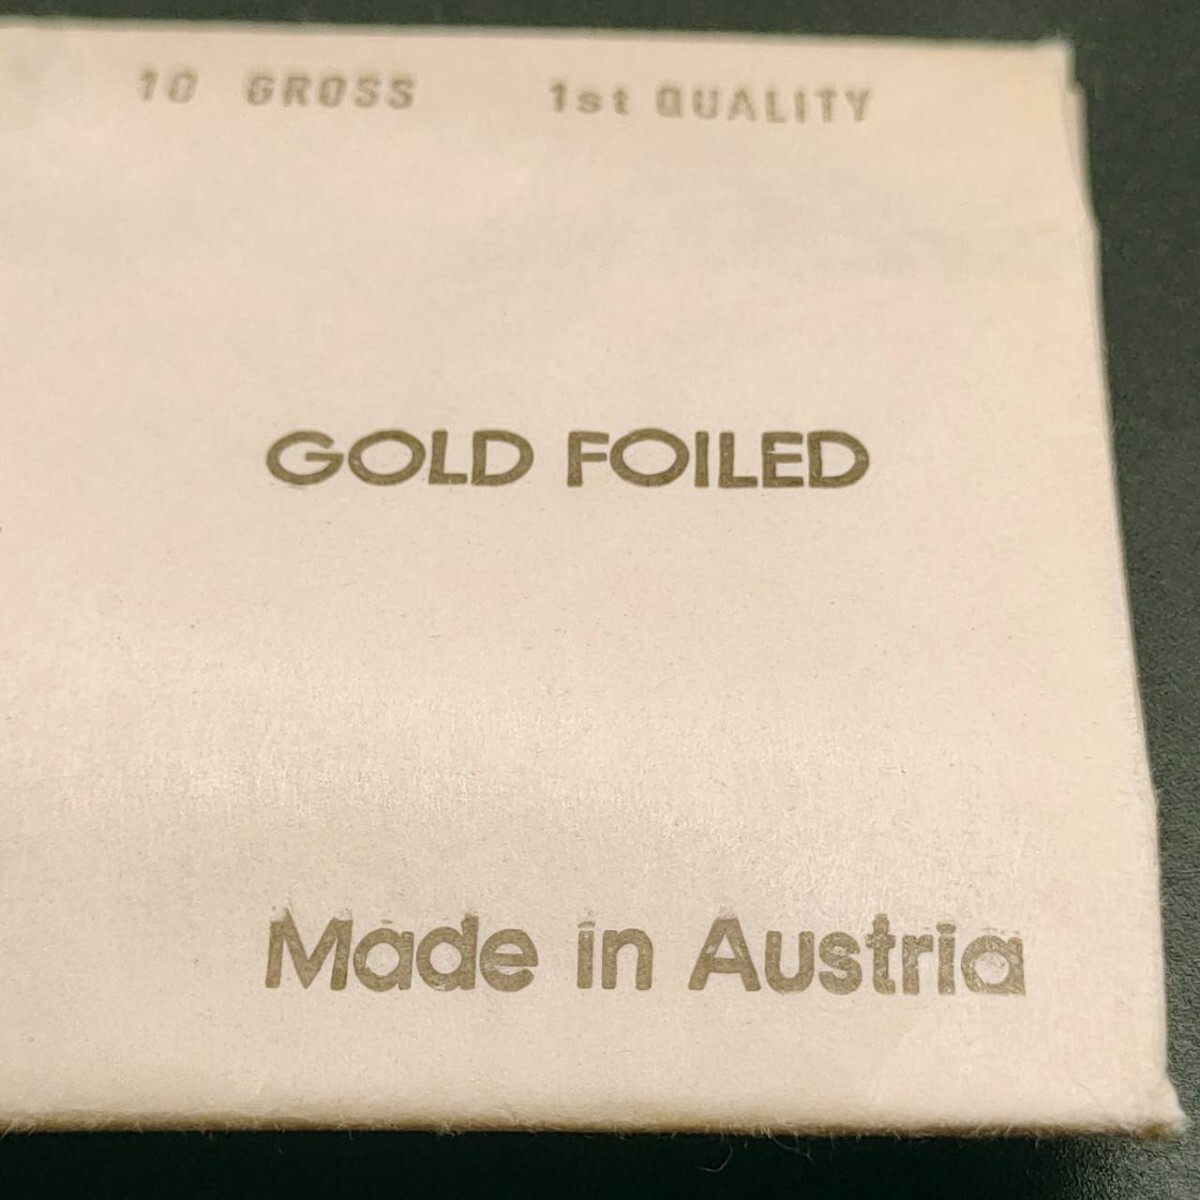 10 GROSS 1st QUALITY
GOLD FOILED
Made in Austria